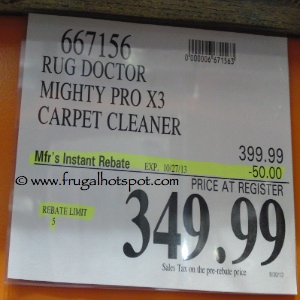 667156
0000006671563
RUG DOCTOR
MIGHTY PRO X3
CARPET CLEANER
399.99
Mfr's Instant Rebate EXP. 10/27/13 -50.00
© www.frugalhotspot.com
PRICE AT REGISTER
REBATE LIMIT
5
349.99
Sales Tax on the pre-rebate price